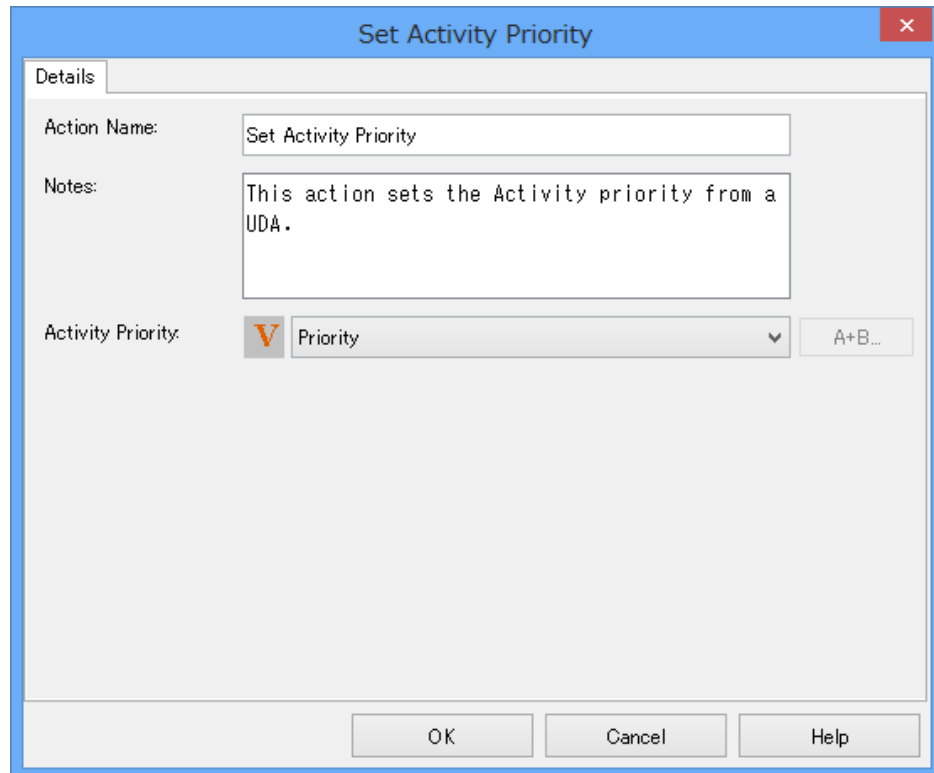 Set Activity Priority
Details
Action Name:
Set Activity Priority
Notes:
This action sets the Activity priority from a
UDA.
Activity Priority:
V
Priority
A+B...
OK
Cancel
Help